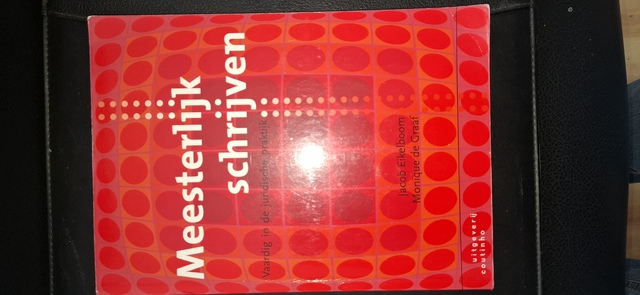 Meesterlijk
schrijven
Vaardig in de juridische praktijk
Jacob Eikelboom
Monique de Graaf
uitgeverij
coutinho